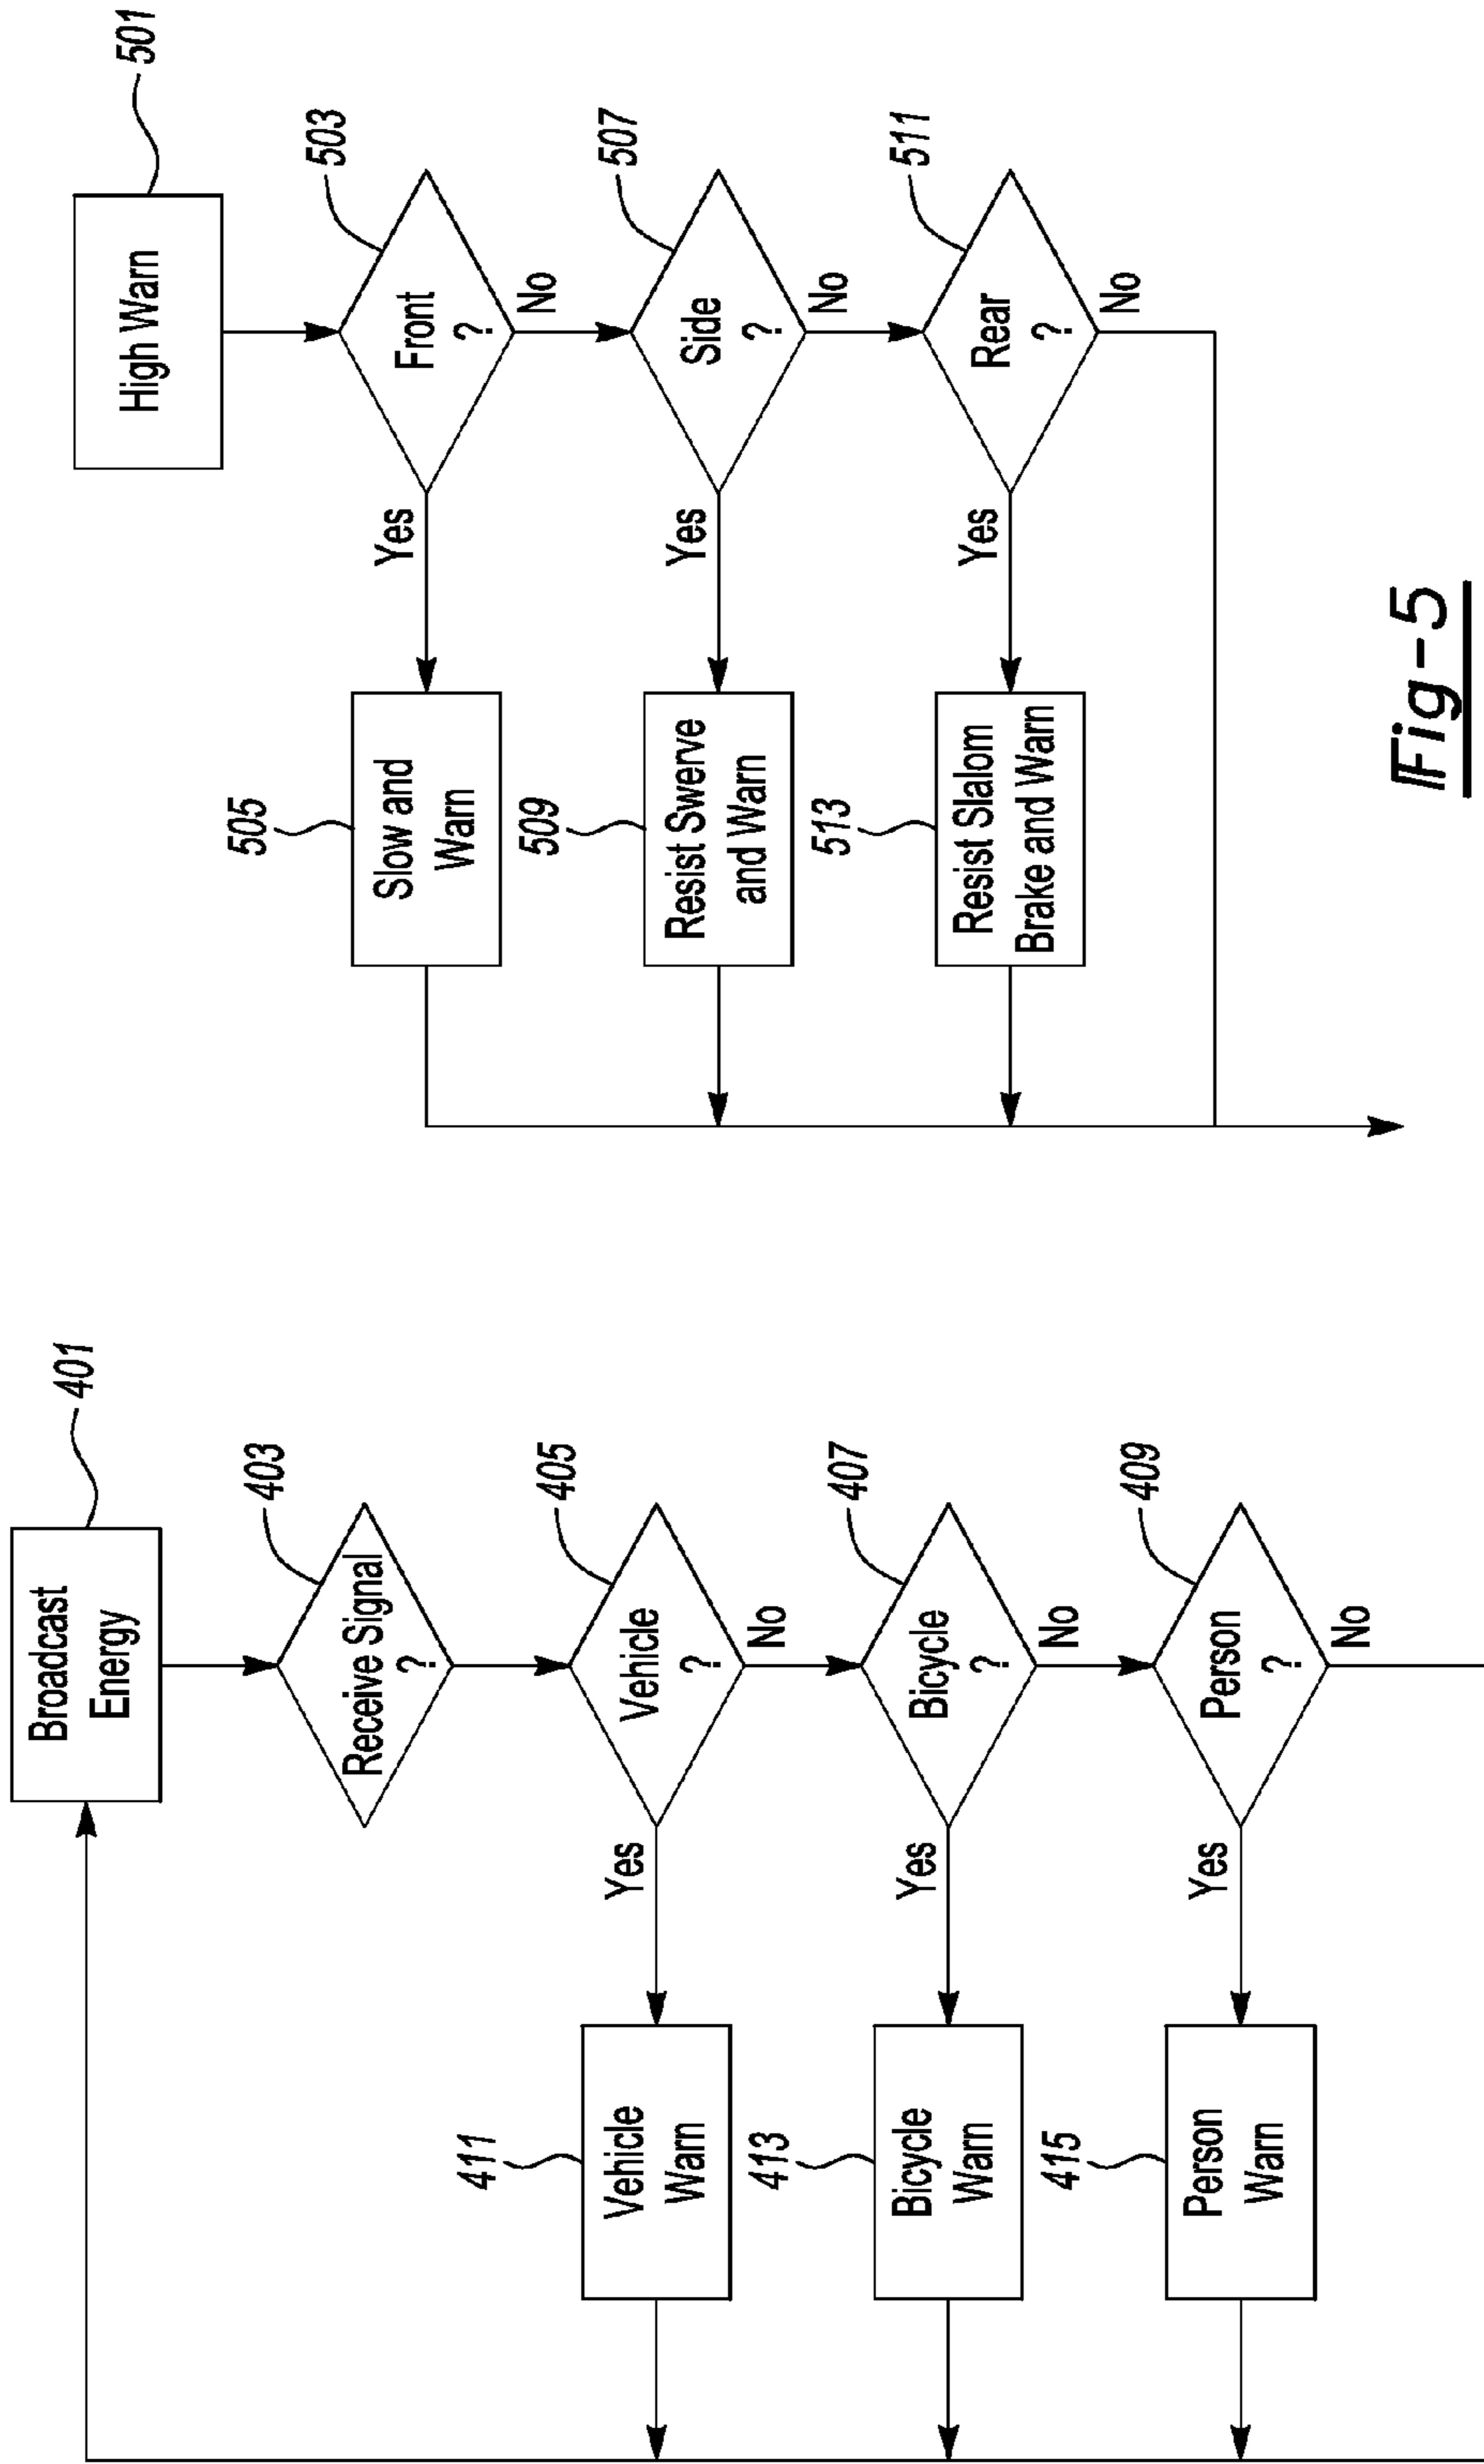 Broadcast
Energy
401
Receive Signal
?
403
Vehicle
?
405
Yes
No
411
Vehicle
Warn
Bicycle
?
407
Yes
No
413
Bicycle
Warn
Person
?
409
Yes
No
415
Person
Warn
High Warn
501
Front
?
503
Yes
No
505
Slow and
Warn
Side
?
507
Yes
No
509
Resist Swerve
and Warn
Rear
?
511
Yes
No
513
Resist Slalom
Brake and Warn
Fig-5